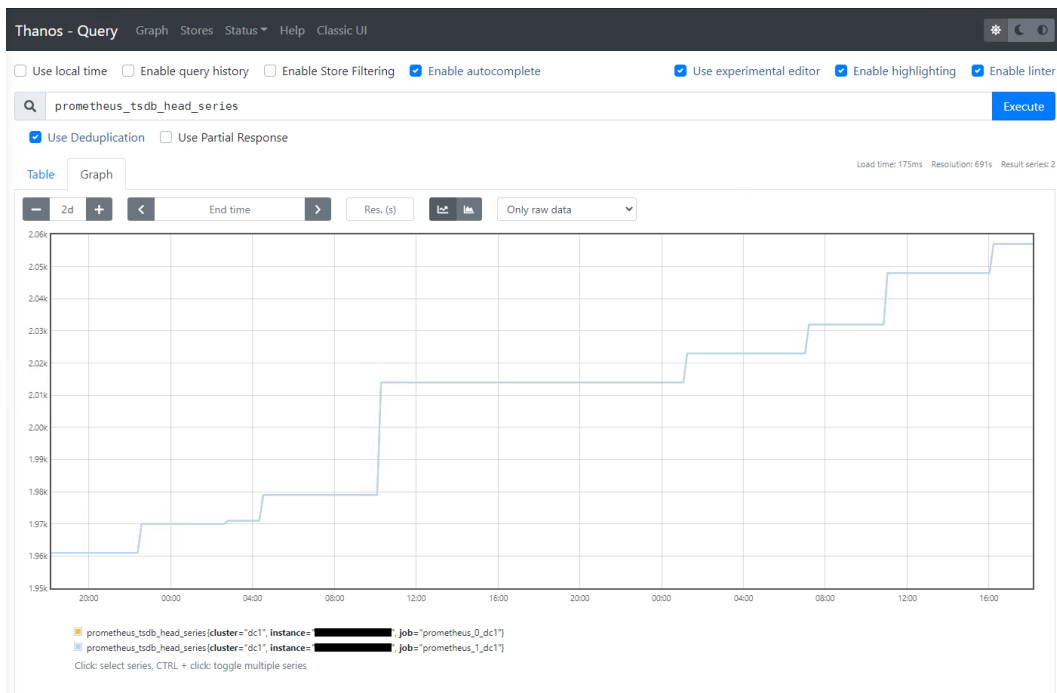 Thanos - Query Graph Stores Status Help Classic UI
Use local time Enable query history Enable Store Filtering Enable autocomplete Use experimental editor Enable highlighting Enable linter
prometheus_tsdb_head_series Execute
Use Deduplication Use Partial Response
Load time: 175ms Resolution: 691s Result series: 2
Table Graph
2d End time Res. (s) Only raw data
2.06k
2.05k
2.04k
2.03k
2.02k
2.01k
2.00k
1.99k
1.98k
1.97k
1.96k
1.95k
20:00 00:00 04:00 08:00 12:00 16:00 20:00 00:00 04:00 08:00 12:00 16:00
prometheus_tsdb_head_series{cluster="dc1", instance=" ", job="prometheus_0_dc1"}
prometheus_tsdb_head_series{cluster="dc1", instance=" ", job="prometheus_1_dc1"}
Click: select series, CTRL + click: toggle multiple series